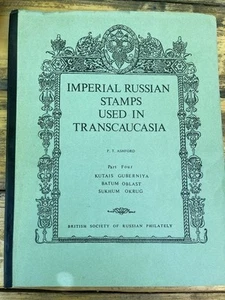 IMPERIAL RUSSIAN
STAMPS
USED IN
TRANSCAUCASIA
P. T. ASHFORD
PART FOUR
KUTAIS GUBERNIYA
BATUM OBLAST
SUKHUM OKRUG
BRITISH SOCIETY OF RUSSIAN PHILATELY